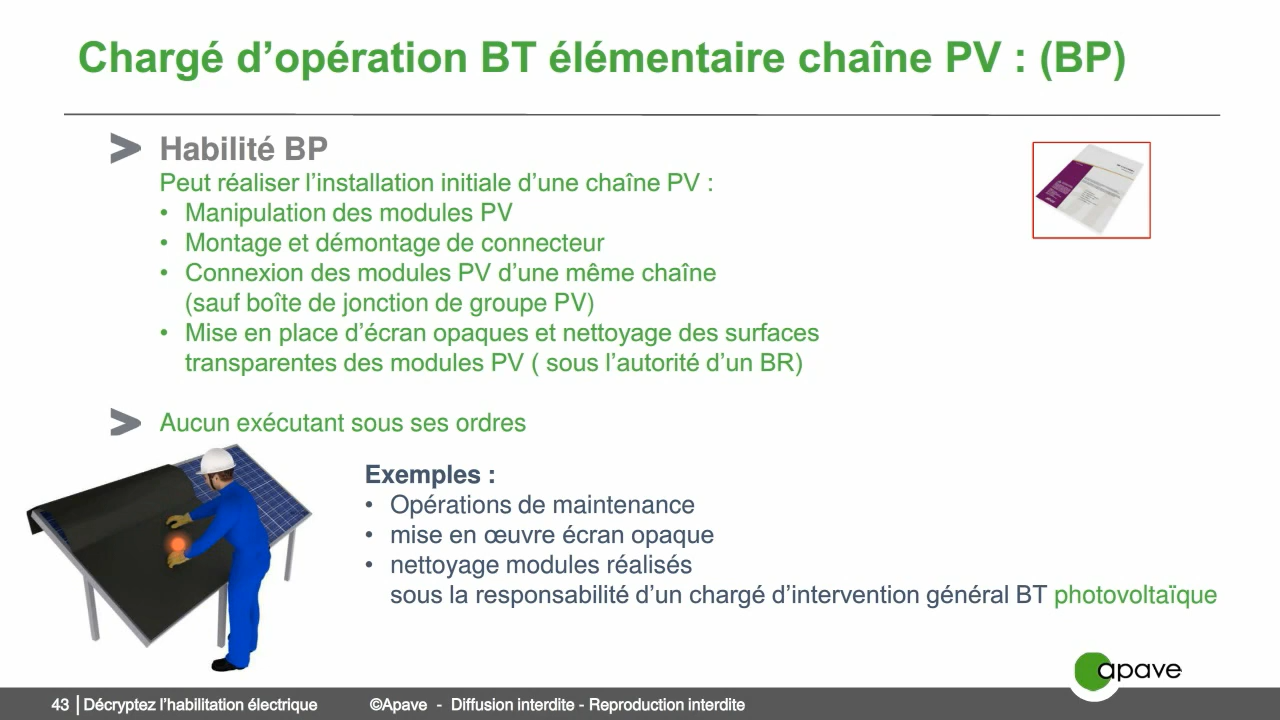 Chargé d’opération BT élémentaire chaîne PV : (BP)
> Habilité BP
Peut réaliser l’installation initiale d’une chaîne PV :
• Manipulation des modules PV
• Montage et démontage de connecteur
• Connexion des modules PV d’une même chaîne
(sauf boîte de jonction de groupe PV)
• Mise en place d’écran opaques et nettoyage des surfaces
transparentes des modules PV ( sous l’autorité d’un BR)
> Aucun exécutant sous ses ordres
Exemples :
• Opérations de maintenance
• mise en œuvre écran opaque
• nettoyage modules réalisés
sous la responsabilité d’un chargé d’intervention général BT photovoltaïque
apave
43 | Décryptez l’habilitation électrique ©Apave - Diffusion interdite - Reproduction interdite